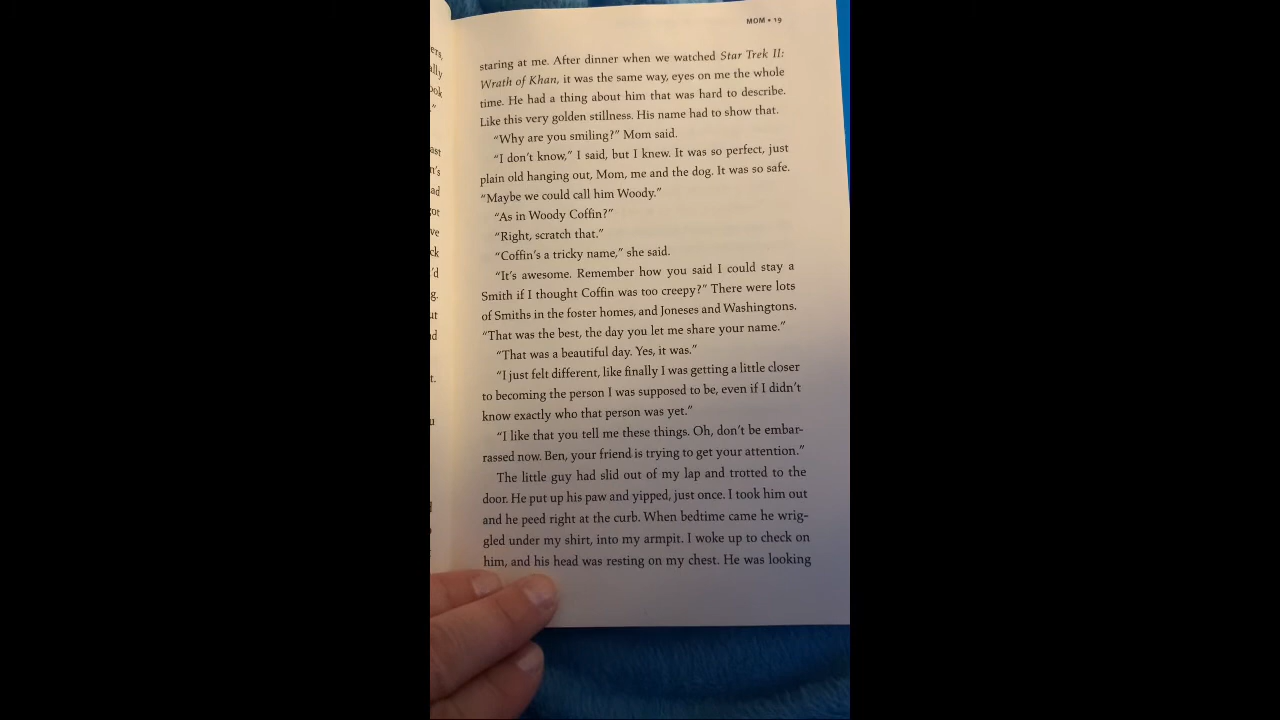 MOM • 19
staring at me. After dinner when we watched Star Trek II:
Wrath of Khan, it was the same way, eyes on me the whole
time. He had a thing about him that was hard to describe.
Like this very golden stillness. His name had to show that.
“Why are you smiling?” Mom said.
“I don’t know,” I said, but I knew. It was so perfect, just
plain old hanging out, Mom, me and the dog. It was so safe.
“Maybe we could call him Woody.”
“As in Woody Coffin?”
“Right, scratch that.”
“Coffin’s a tricky name,” she said.
“It’s awesome. Remember how you said I could stay a
Smith if I thought Coffin was too creepy?” There were lots
of Smiths in the foster homes, and Joneses and Washingtons.
“That was the best, the day you let me share your name.”
“That was a beautiful day. Yes, it was.”
“I just felt different, like finally I was getting a little closer
to becoming the person I was supposed to be, even if I didn’t
know exactly who that person was yet.”
“I like that you tell me these things. Oh, don’t be embar-
rassed now. Ben, your friend is trying to get your attention.”
The little guy had slid out of my lap and trotted to the
door. He put up his paw and yipped, just once. I took him out
and he peed right at the curb. When bedtime came he wrig-
gled under my shirt, into my armpit. I woke up to check on
him, and his head was resting on my chest. He was looking